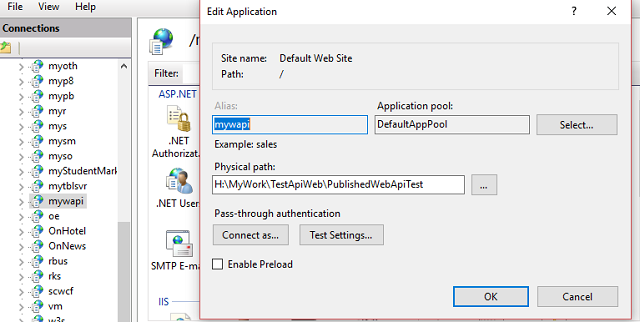 File View Help
Connections
myoth
myp8
mypb
myr
mys
mysm
myso
myStudentMark
mytblsvr
mywapi
oe
OnHotel
OnNews
rbus
rks
scwcf
vm
w3s
/
Filter:
ASP.NET
.NET
Authorizat.
.NET User
SMTP E-ma
IIS
Edit Application
Site name: Default Web Site
Path: /
Alias: Application pool:
mywapi DefaultAppPool Select...
Example: sales
Physical path:
H:\MyWork\TestApiWeb\PublishedWebApiTest ...
Pass-through authentication
Connect as... Test Settings...
Enable Preload
OK Cancel